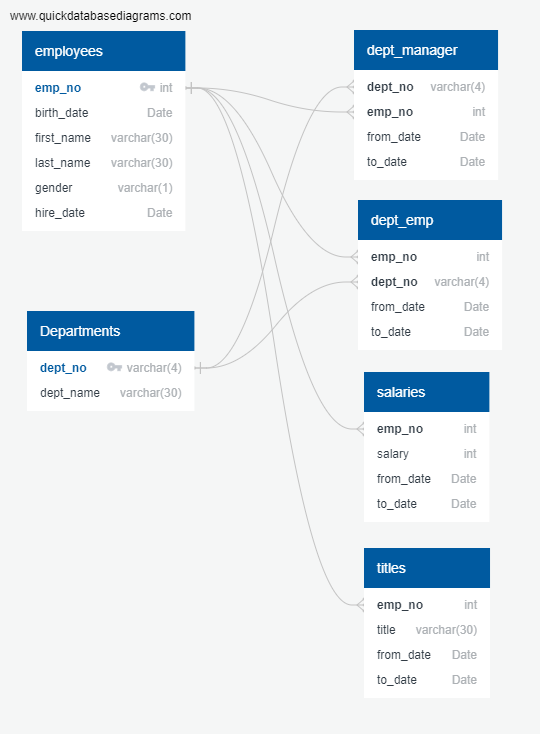 www.quickdatabasediagrams.com
employees
emp_no int
birth_date Date
first_name varchar(30)
last_name varchar(30)
gender varchar(1)
hire_date Date
Departments
dept_no varchar(4)
dept_name varchar(30)
dept_manager
dept_no varchar(4)
emp_no int
from_date Date
to_date Date
dept_emp
emp_no int
dept_no varchar(4)
from_date Date
to_date Date
salaries
emp_no int
salary int
from_date Date
to_date Date
titles
emp_no int
title varchar(30)
from_date Date
to_date Date